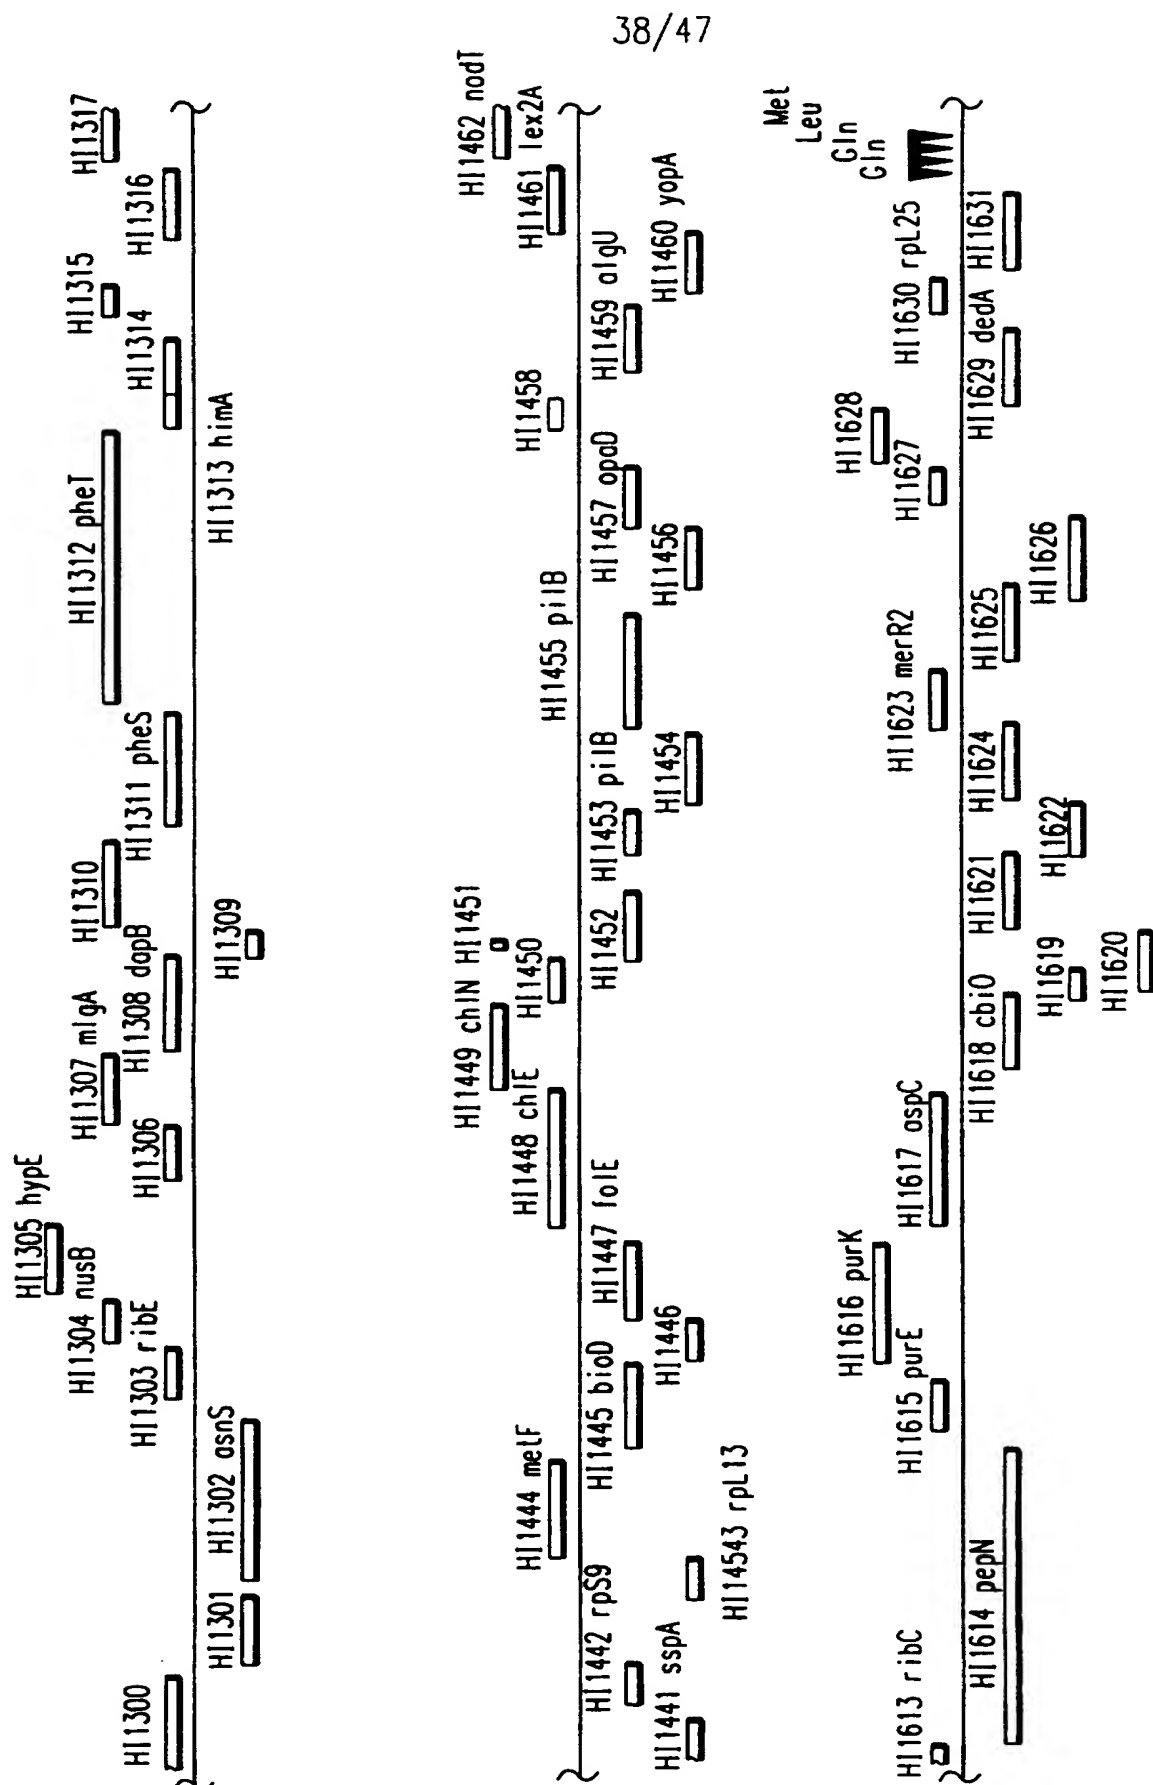 38/47
HI1300
HI1301
HI1302 asnS
HI1303 ribE
HI1304 nusB
HI1305 hypE
HI1306
HI1307 mlgA
HI1308 dapB
HI1309
HI1310
HI1311 pheS
HI1312 pheT
HI1313 himA
HI1314
HI1315
HI1316
HI1317
HI1441 sspA
HI1442 rpS9
HI14543 rpL13
HI1444 metF
HI1445 bioD
HI1446
HI1447 folE
HI1448 chlE
HI1449 chlN
HI1450
HI1451
HI1452
HI1453 pilB
HI1454
HI1455 pilB
HI1456
HI1457 opaD
HI1458
HI1459 algU
HI1460 yopA
HI1461 lex2A
HI1462 nodT
HI1613 ribC
HI1614 pepN
HI1615 purE
HI1616 purK
HI1617 aspC
HI1618 cbiO
HI1619
HI1620
HI1621
HI1622
HI1624
HI1623 merR2
HI1625
HI1626
HI1627
HI1628
HI1629 dedA
HI1630 rpL25
HI1631
Gln
Gln
Leu
Met